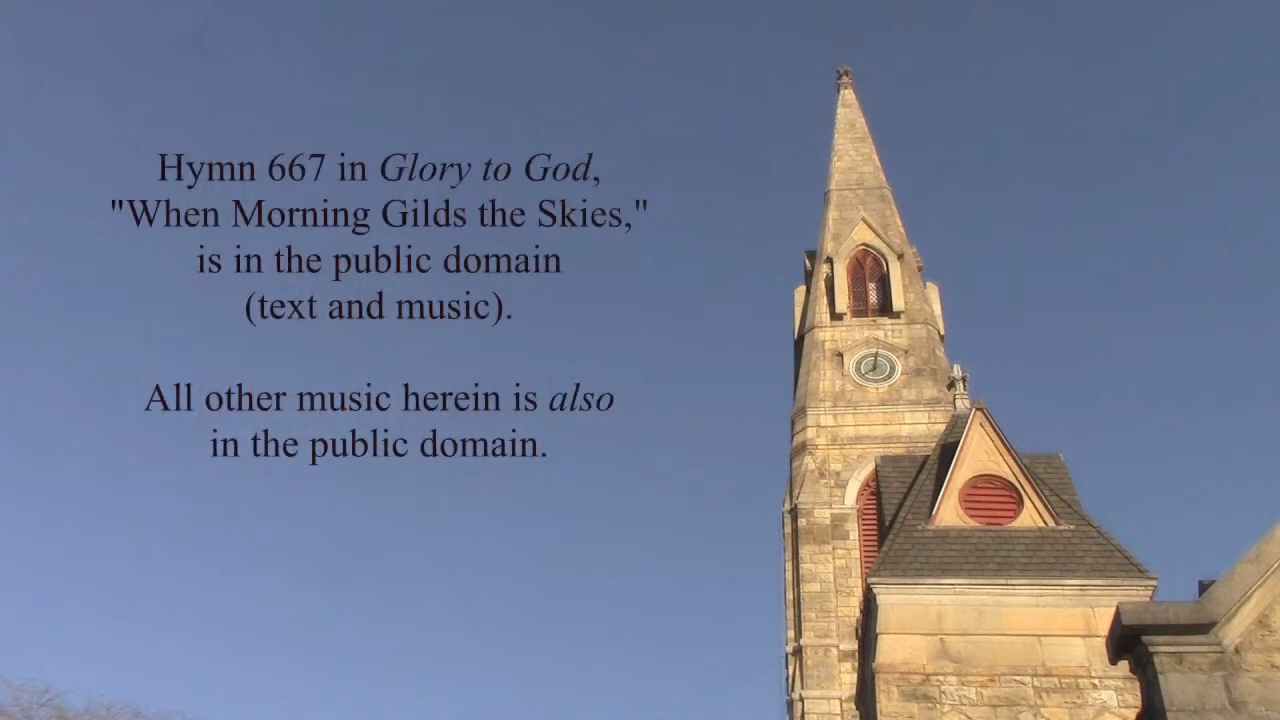 Hymn 667 in Glory to God,
"When Morning Gilds the Skies,"
is in the public domain
(text and music).
All other music herein is also
in the public domain.